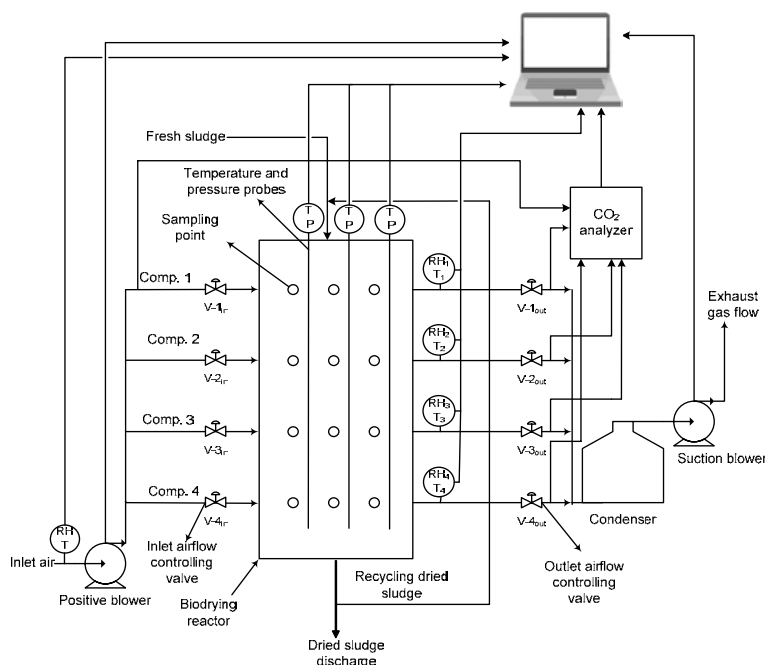 Fresh sludge
Temperature and
pressure probes
Sampling
point
T
P
T
P
T
P
CO2
analyzer
Comp. 1
V-1in
RH1
T1
V-1out
Exhaust
gas flow
Comp. 2
V-2in
RH2
T2
V-2out
Comp. 3
V-3in
RH3
T3
V-3out
Suction blower
Comp. 4
V-4in
RH4
T4
V-4out
Condenser
RH
T
Inlet air
Positive blower
Inlet airflow
controlling
valve
Biodrying
reactor
Recycling dried
sludge
Outlet airflow
controlling
valve
Dried sludge
discharge